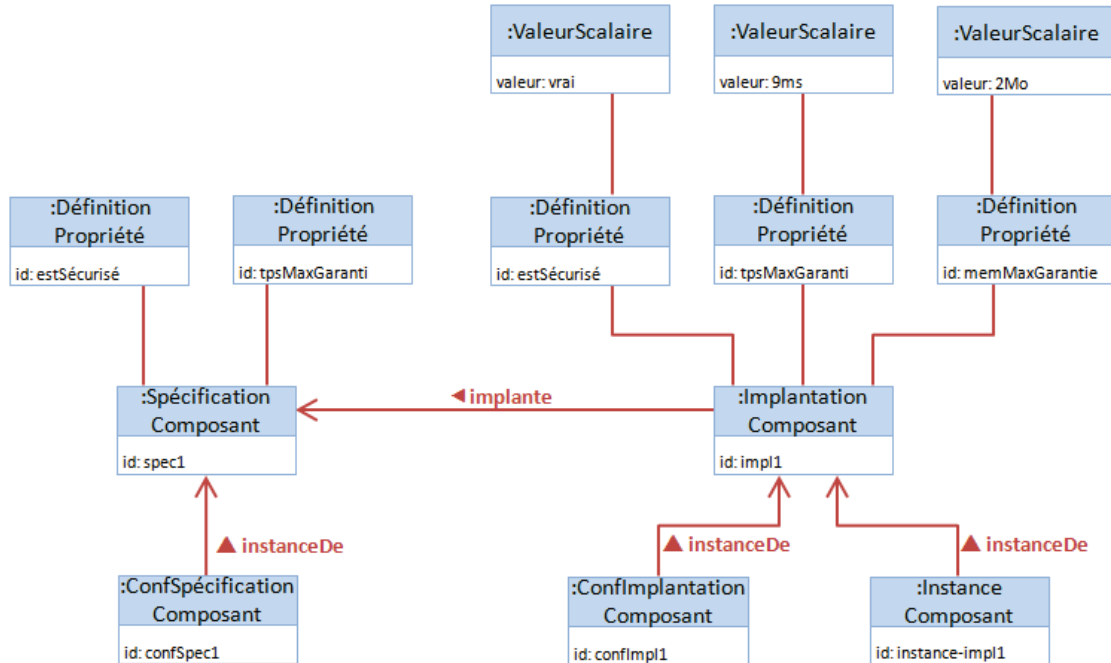 :ValeurScalaire
valeur: vrai
:ValeurScalaire
valeur: 9ms
:ValeurScalaire
valeur: 2Mo
:Définition
Propriété
id: estSécurisé
:Définition
Propriété
id: tpsMaxGaranti
:Définition
Propriété
id: estSécurisé
:Définition
Propriété
id: tpsMaxGaranti
:Définition
Propriété
id: memMaxGarantie
:Spécification
Composant
id: spec1
◀ implante
:Implantation
Composant
id: impl1
▲ instanceDe
▲ instanceDe
▲ instanceDe
:ConfSpécification
Composant
id: confSpec1
:ConfImplantation
Composant
id: confImpl1
:Instance
Composant
id: instance-impl1